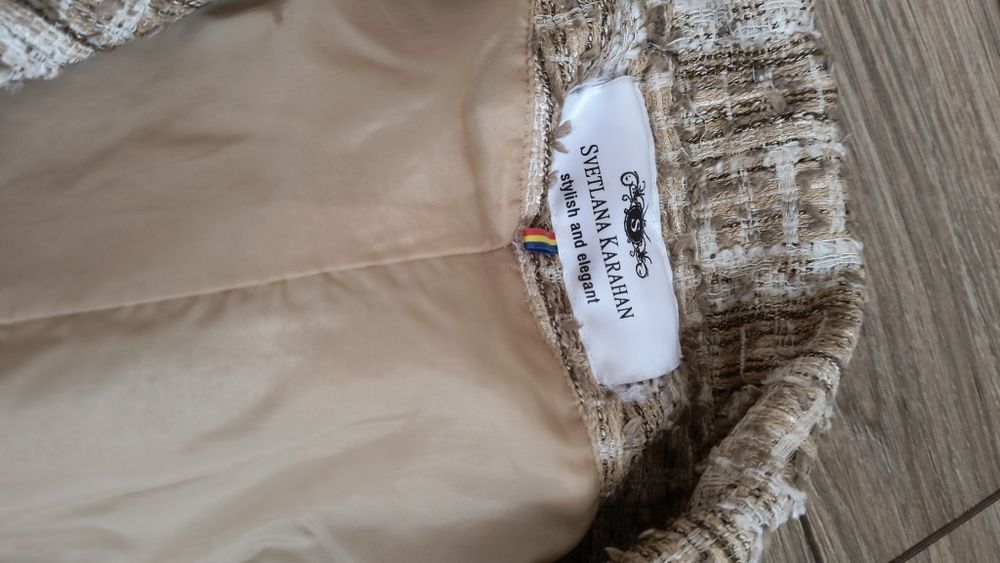 S
SVETLANA KARAHAN
stylish and elegant